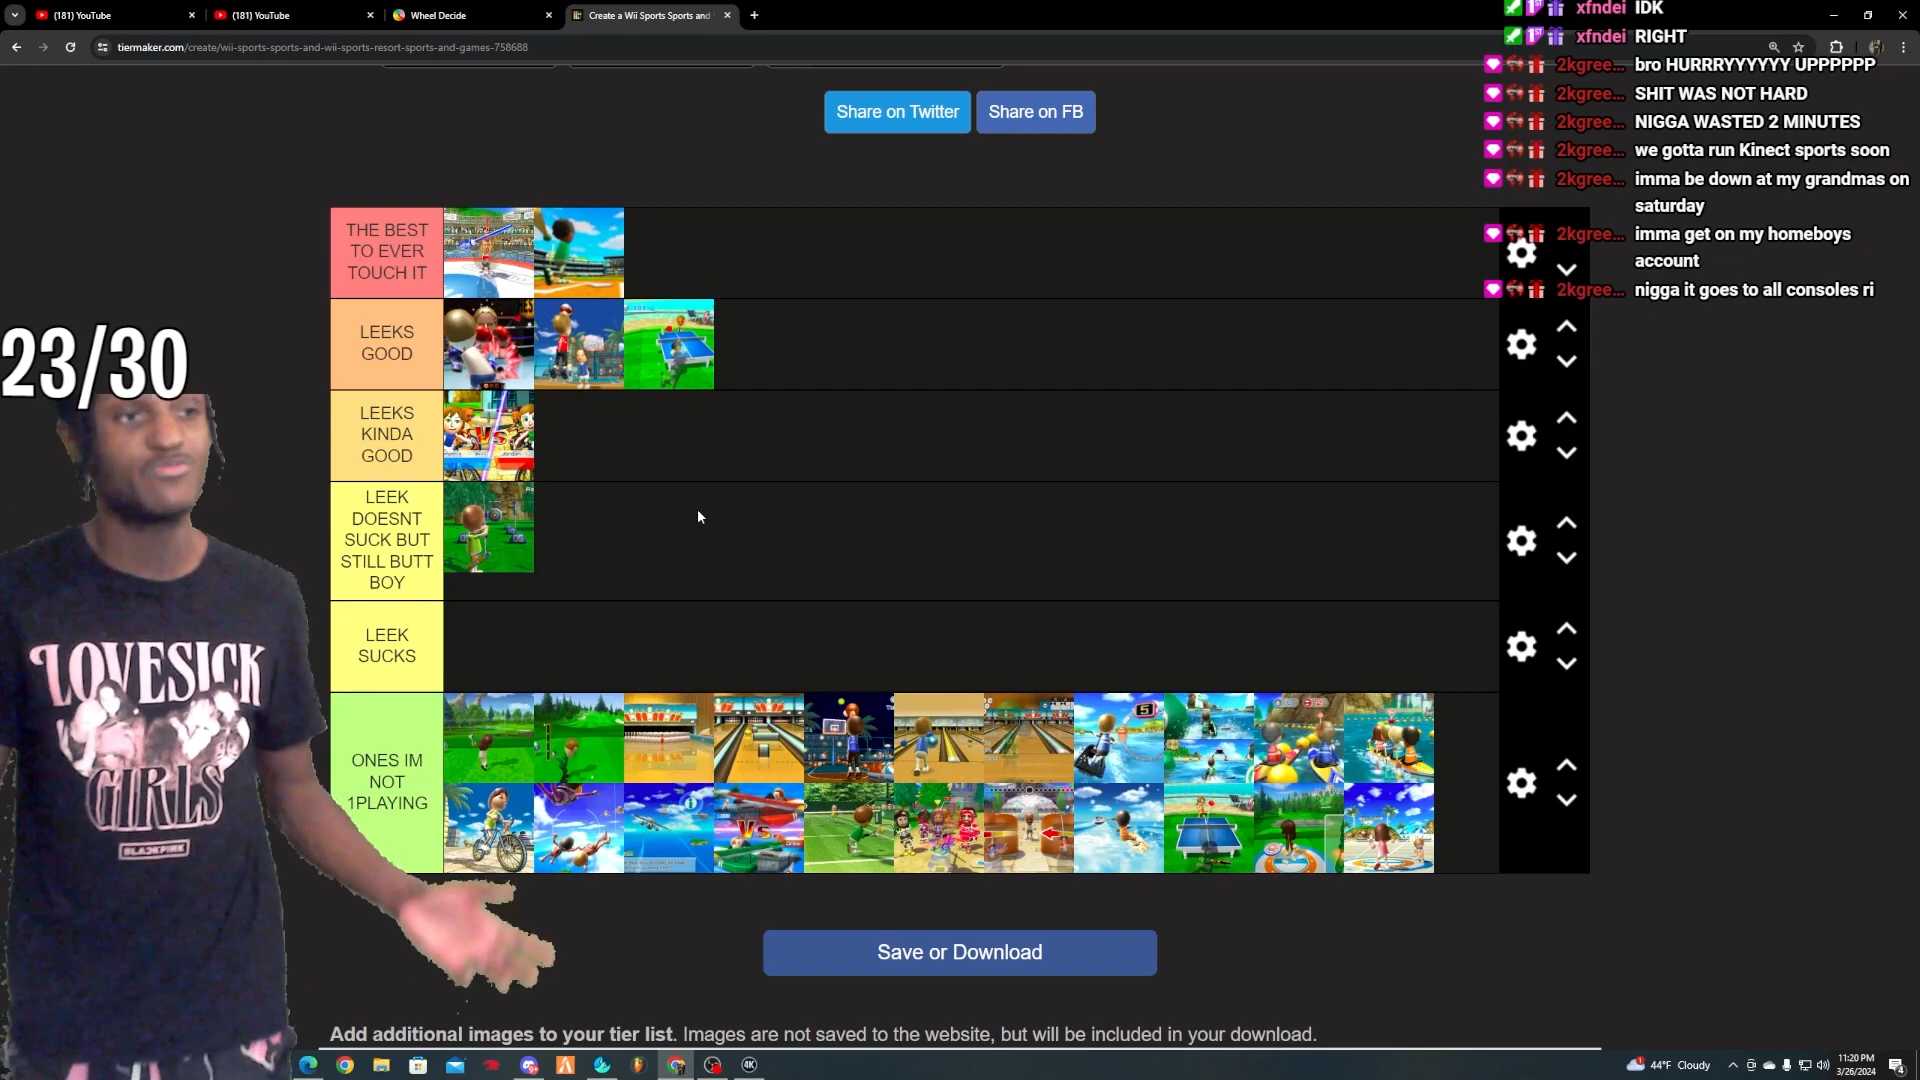 (181) YouTube
(181) YouTube
Wheel Decide
Create a Wii Sports Sports and
tiermaker.com/create/wii-sports-sports-and-wii-sports-resort-sports-and-games-758688
xfndei IDK
xfndei RIGHT
2kgree... bro HURRRYYYYYY UPPPPPP
2kgree... SHIT WAS NOT HARD
2kgree... NIGGA WASTED 2 MINUTES
2kgree... we gotta run Kinect sports soon
2kgree... imma be down at my grandmas on
saturday
2kgree... imma get on my homeboys
account
2kgree... nigga it goes to all consoles ri
Share on Twitter
Share on FB
THE BEST
TO EVER
TOUCH IT
LEEKS
GOOD
LEEKS
KINDA
GOOD
LEEK
DOESNT
SUCK BUT
STILL BUTT
BOY
LEEK
SUCKS
ONES IM
NOT
1PLAYING
23/30
LOVESICK
GIRLS
BLACKPINK
Vs
5
Vs
Save or Download
Add additional images to your tier list. Images are not saved to the website, but will be included in your download.
4K
44°F Cloudy
11:20 PM
3/26/2024